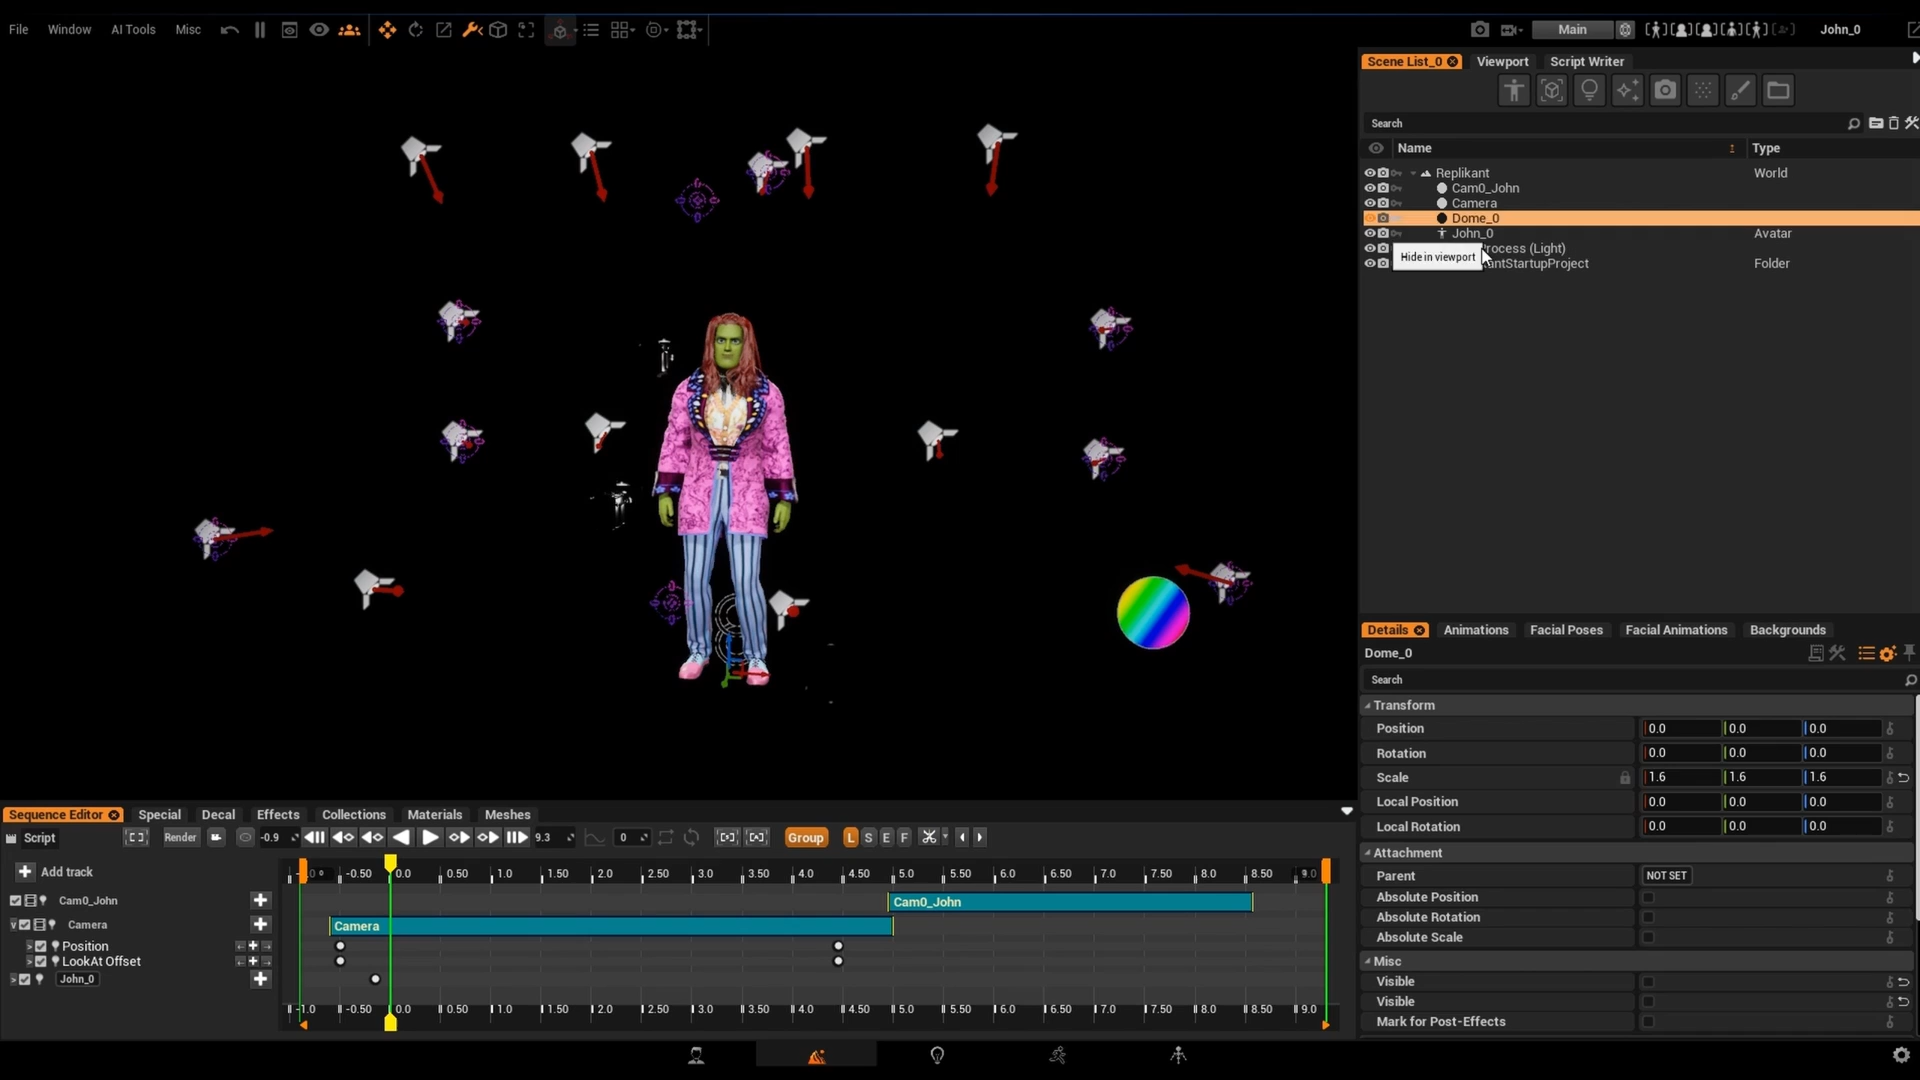 File Window AI Tools Misc
Main
John_0
Scene List_0 Viewport Script Writer
Search
Name Type
Replikant World
Cam0_John
Camera
Dome_0
John_0 Avatar
rocess (Light)
Hide in viewport
antStartupProject Folder
Details Animations Facial Poses Facial Animations Backgrounds
Dome_0
Search
Transform
Position 0.0 0.0 0.0
Rotation 0.0 0.0 0.0
Scale 1.6 1.6 1.6
Local Position 0.0 0.0 0.0
Local Rotation 0.0 0.0 0.0
Attachment
Parent NOT SET
Absolute Position
Absolute Rotation
Absolute Scale
Misc
Visible
Visible
Mark for Post-Effects
Sequence Editor Special Decal Effects Collections Materials Meshes
Script Render -0.9 9.3 0 Group L S E F
Add track
-0.50 0.0 0.50 1.0 1.50 2.0 2.50 3.0 3.50 4.0 4.50 5.0 5.50 6.0 6.50 7.0 7.50 8.0 8.50 9.0
Cam0_John Cam0_John
Camera Camera
Position
LookAt Offset
John_0
-1.0 -0.50 0.0 0.50 1.0 1.50 2.0 2.50 3.0 3.50 4.0 4.50 5.0 5.50 6.0 6.50 7.0 7.50 8.0 8.50 9.0